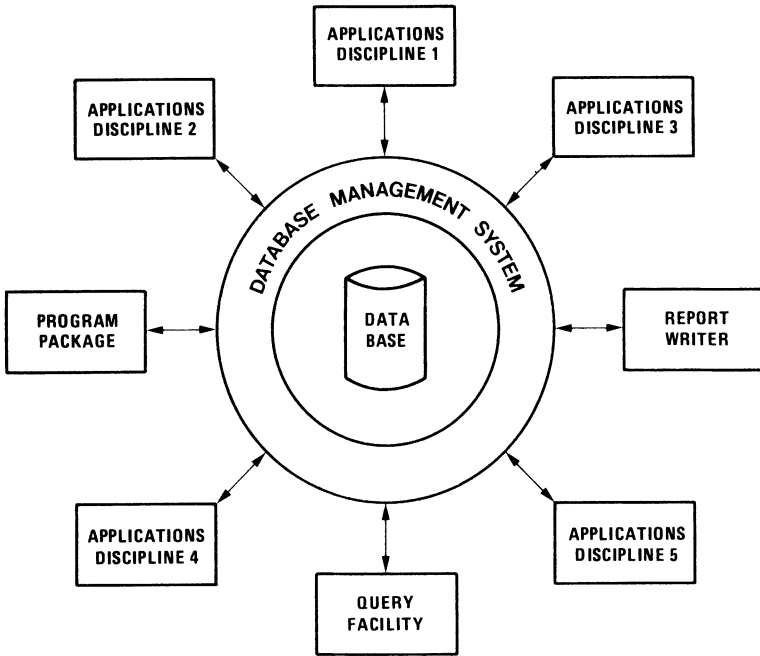 APPLICATIONS
DISCIPLINE 1
APPLICATIONS
DISCIPLINE 2
APPLICATIONS
DISCIPLINE 3
DATABASE MANAGEMENT SYSTEM
PROGRAM
PACKAGE
DATA
BASE
REPORT
WRITER
APPLICATIONS
DISCIPLINE 4
APPLICATIONS
DISCIPLINE 5
QUERY
FACILITY